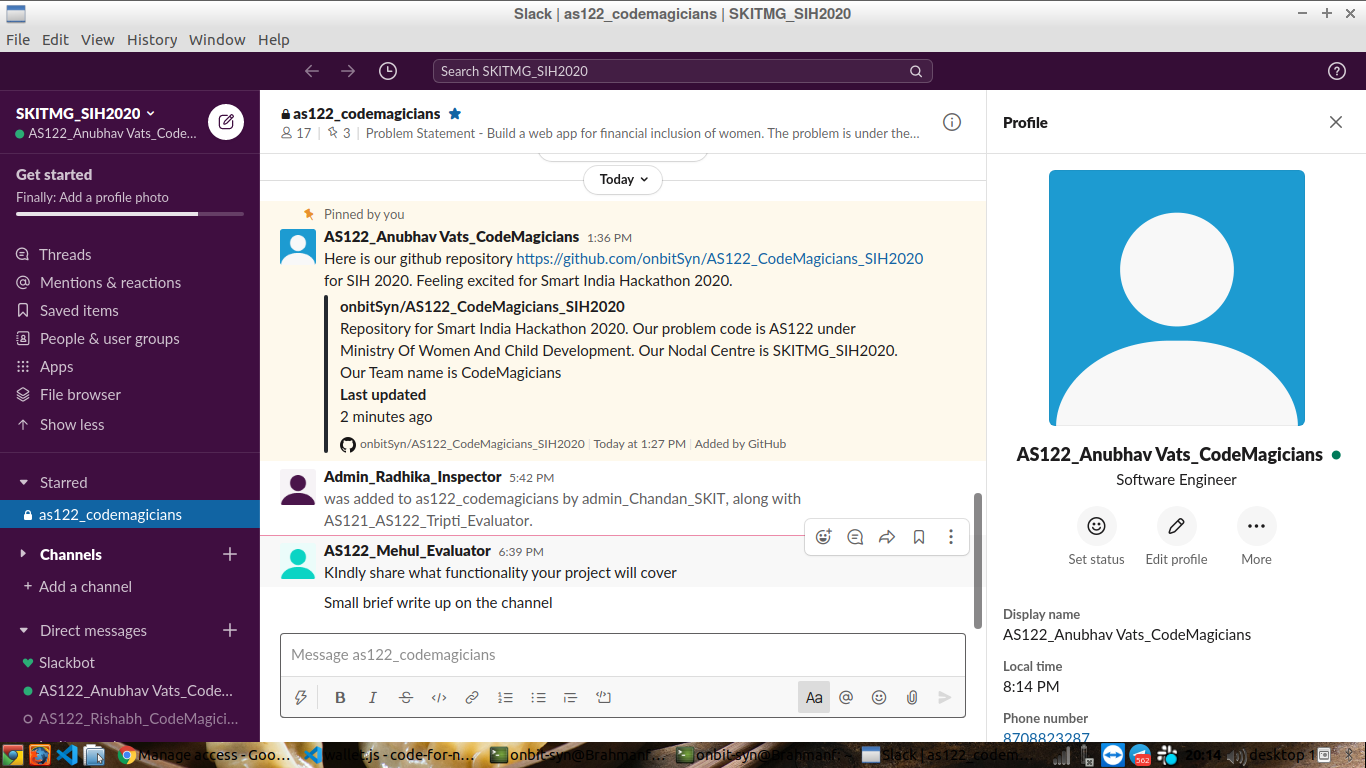 Slack | as122_codemagicians | SKITMG_SIH2020
File Edit View History Window Help
Search SKITMG_SIH2020
SKITMG_SIH2020
AS122_Anubhav Vats_Code...
Get started
Finally: Add a profile photo
Threads
Mentions & reactions
Saved items
People & user groups
Apps
File browser
Show less
Starred
as122_codemagicians
Channels
+ Add a channel
Direct messages
Slackbot
AS122_Anubhav Vats_Code...
AS122_Rishabh_CodeMagici...
as122_codemagicians
17 | 3 | Problem Statement - Build a web app for financial inclusion of women. The problem is under the...
Today
Pinned by you
AS122_Anubhav Vats_CodeMagicians 1:36 PM
Here is our github repository https://github.com/onbitSyn/AS122_CodeMagicians_SIH2020
for SIH 2020. Feeling excited for Smart India Hackathon 2020.
onbitSyn/AS122_CodeMagicians_SIH2020
Repository for Smart India Hackathon 2020. Our problem code is AS122 under
Ministry Of Women And Child Development. Our Nodal Centre is SKITMG_SIH2020.
Our Team name is CodeMagicians
Last updated
2 minutes ago
onbitSyn/AS122_CodeMagicians_SIH2020 | Today at 1:27 PM | Added by GitHub
Admin_Radhika_Inspector 5:42 PM
was added to as122_codemagicians by admin_Chandan_SKIT, along with
AS121_AS122_Tripti_Evaluator.
AS122_Mehul_Evaluator 6:39 PM
KIndly share what functionality your project will cover
Small brief write up on the channel
Message as122_codemagicians
B I S </> Aa @
Profile
AS122_Anubhav Vats_CodeMagicians
Software Engineer
Set status Edit profile More
Display name
AS122_Anubhav Vats_CodeMagicians
Local time
8:14 PM
Phone number
8708823287
Manage access - Goo... wallet.js - code-for-n... onbit-syn@Brahmanf... onbit-syn@Brahmanf: ~ Slack | as122_codem... 562 20:14 desktop 1